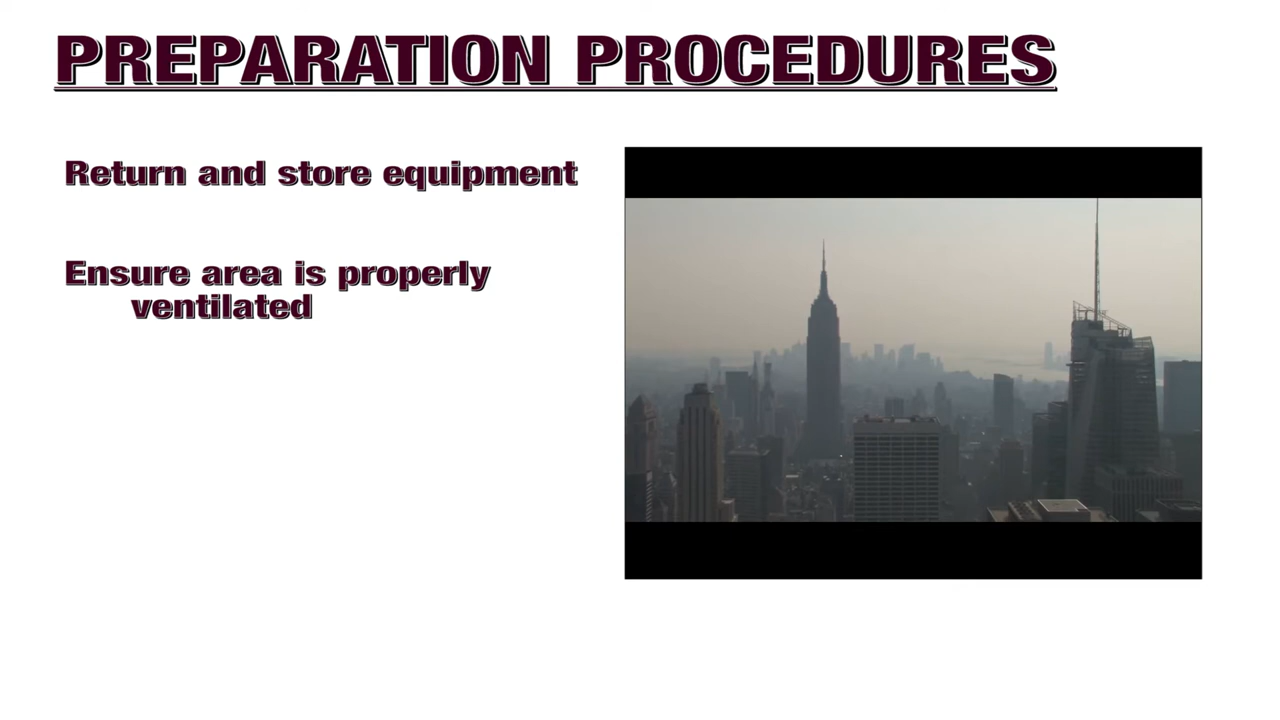 PREPARATION PROCEDURES
Return and store equipment
Ensure area is properly
ventilated